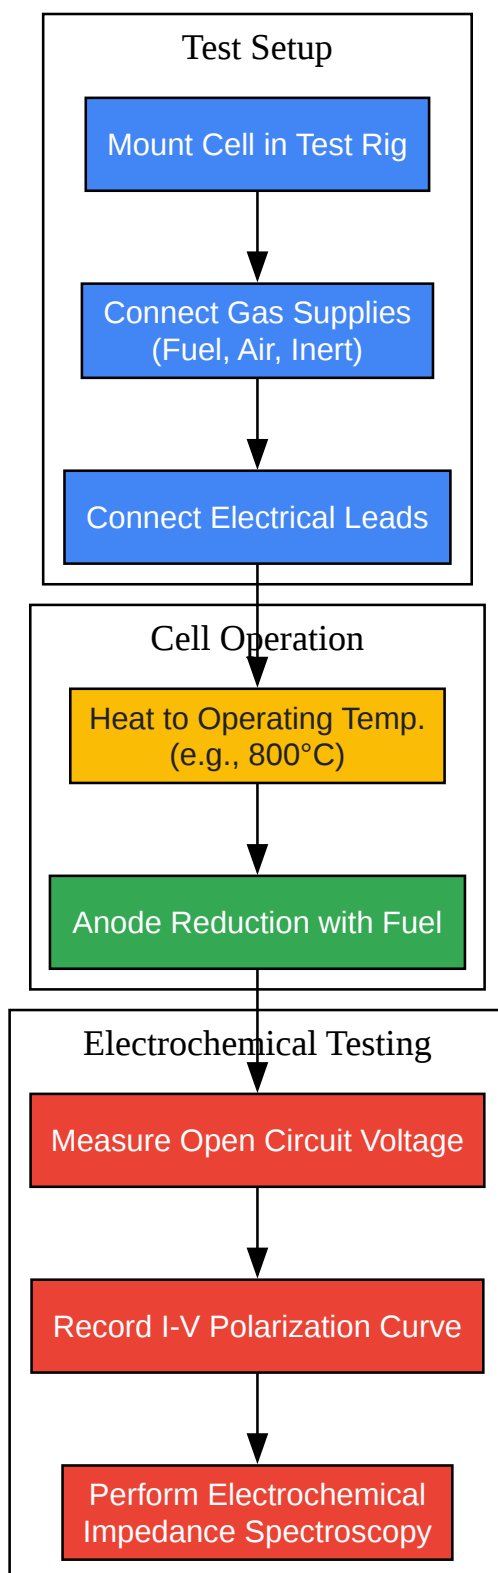 Test Setup
Mount Cell in Test Rig
Connect Gas Supplies
(Fuel, Air, Inert)
Connect Electrical Leads
Cell Operation
Heat to Operating Temp.
(e.g., 800°C)
Anode Reduction with Fuel
Electrochemical Testing
Measure Open Circuit Voltage
Record I-V Polarization Curve
Perform Electrochemical
Impedance Spectroscopy